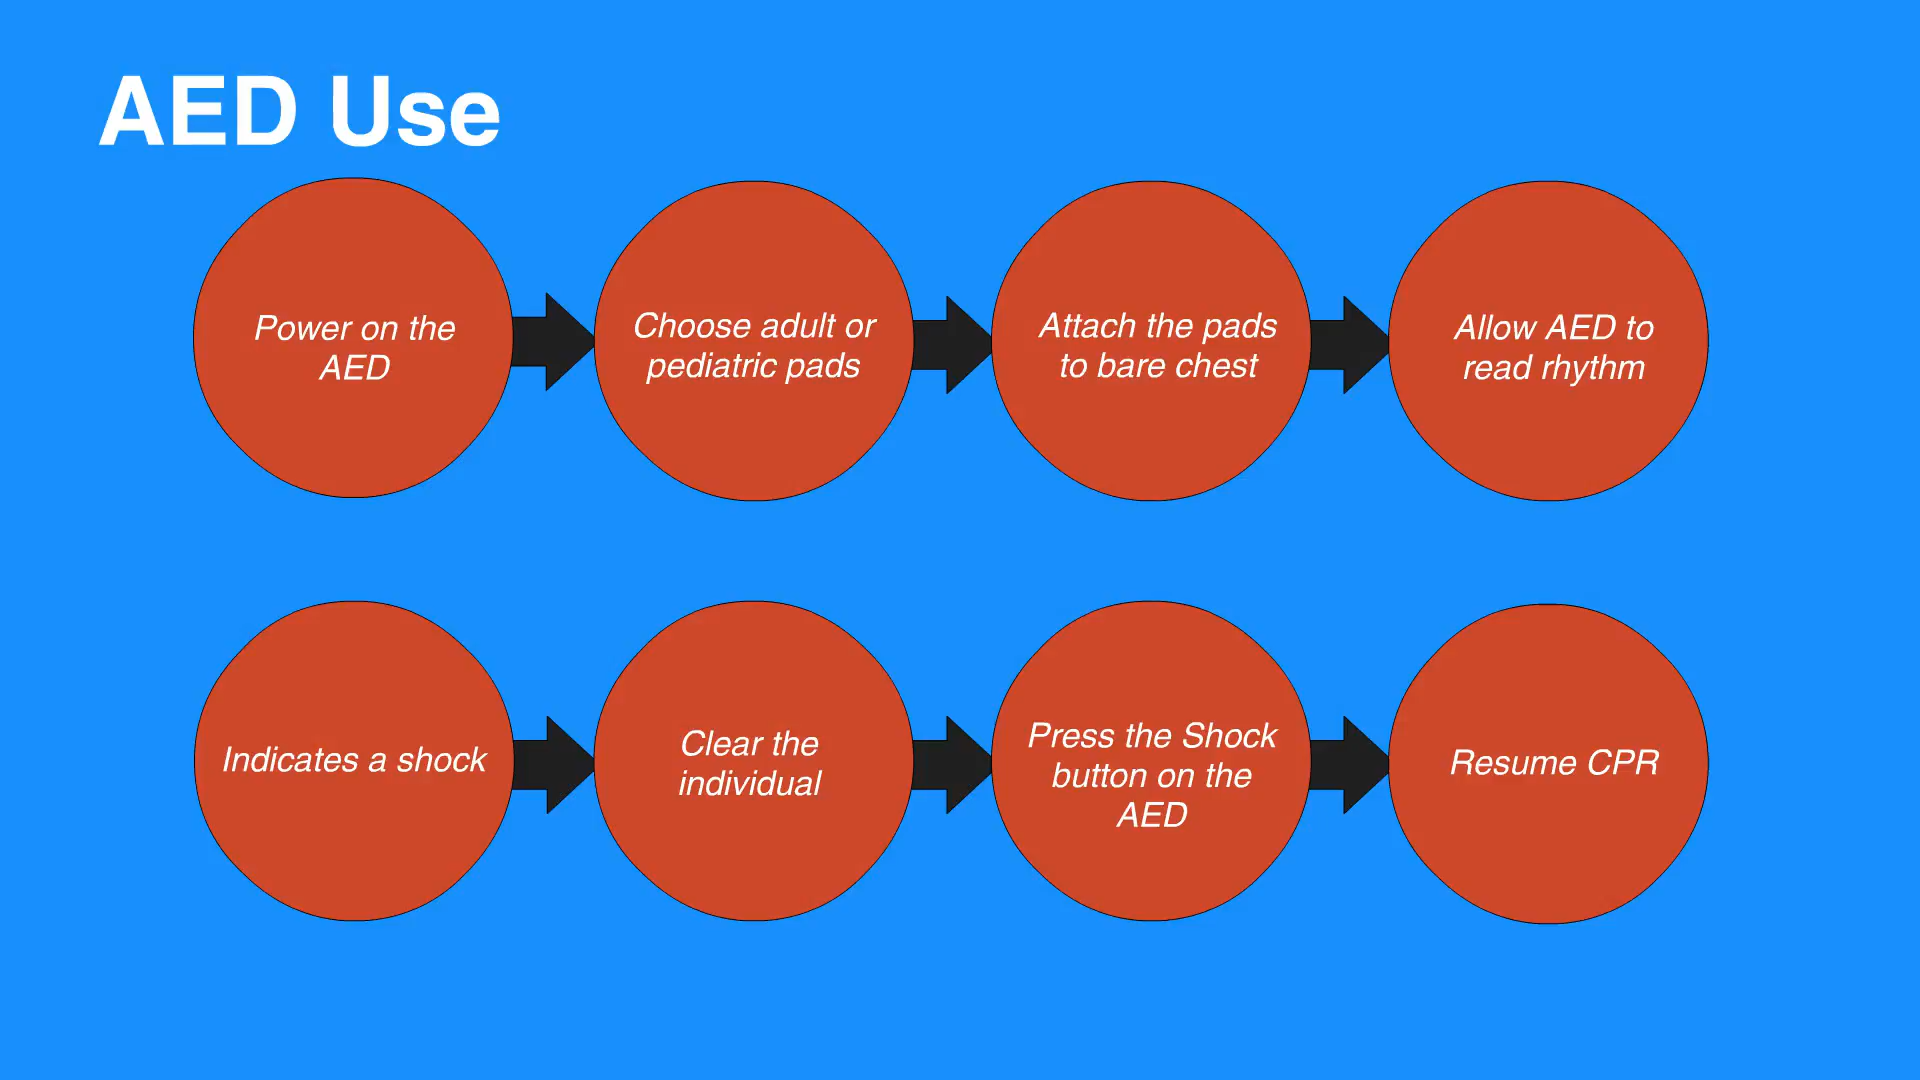 AED Use
Power on the
AED
Choose adult or
pediatric pads
Attach the pads
to bare chest
Allow AED to
read rhythm
Indicates a shock
Clear the
individual
Press the Shock
button on the
AED
Resume CPR